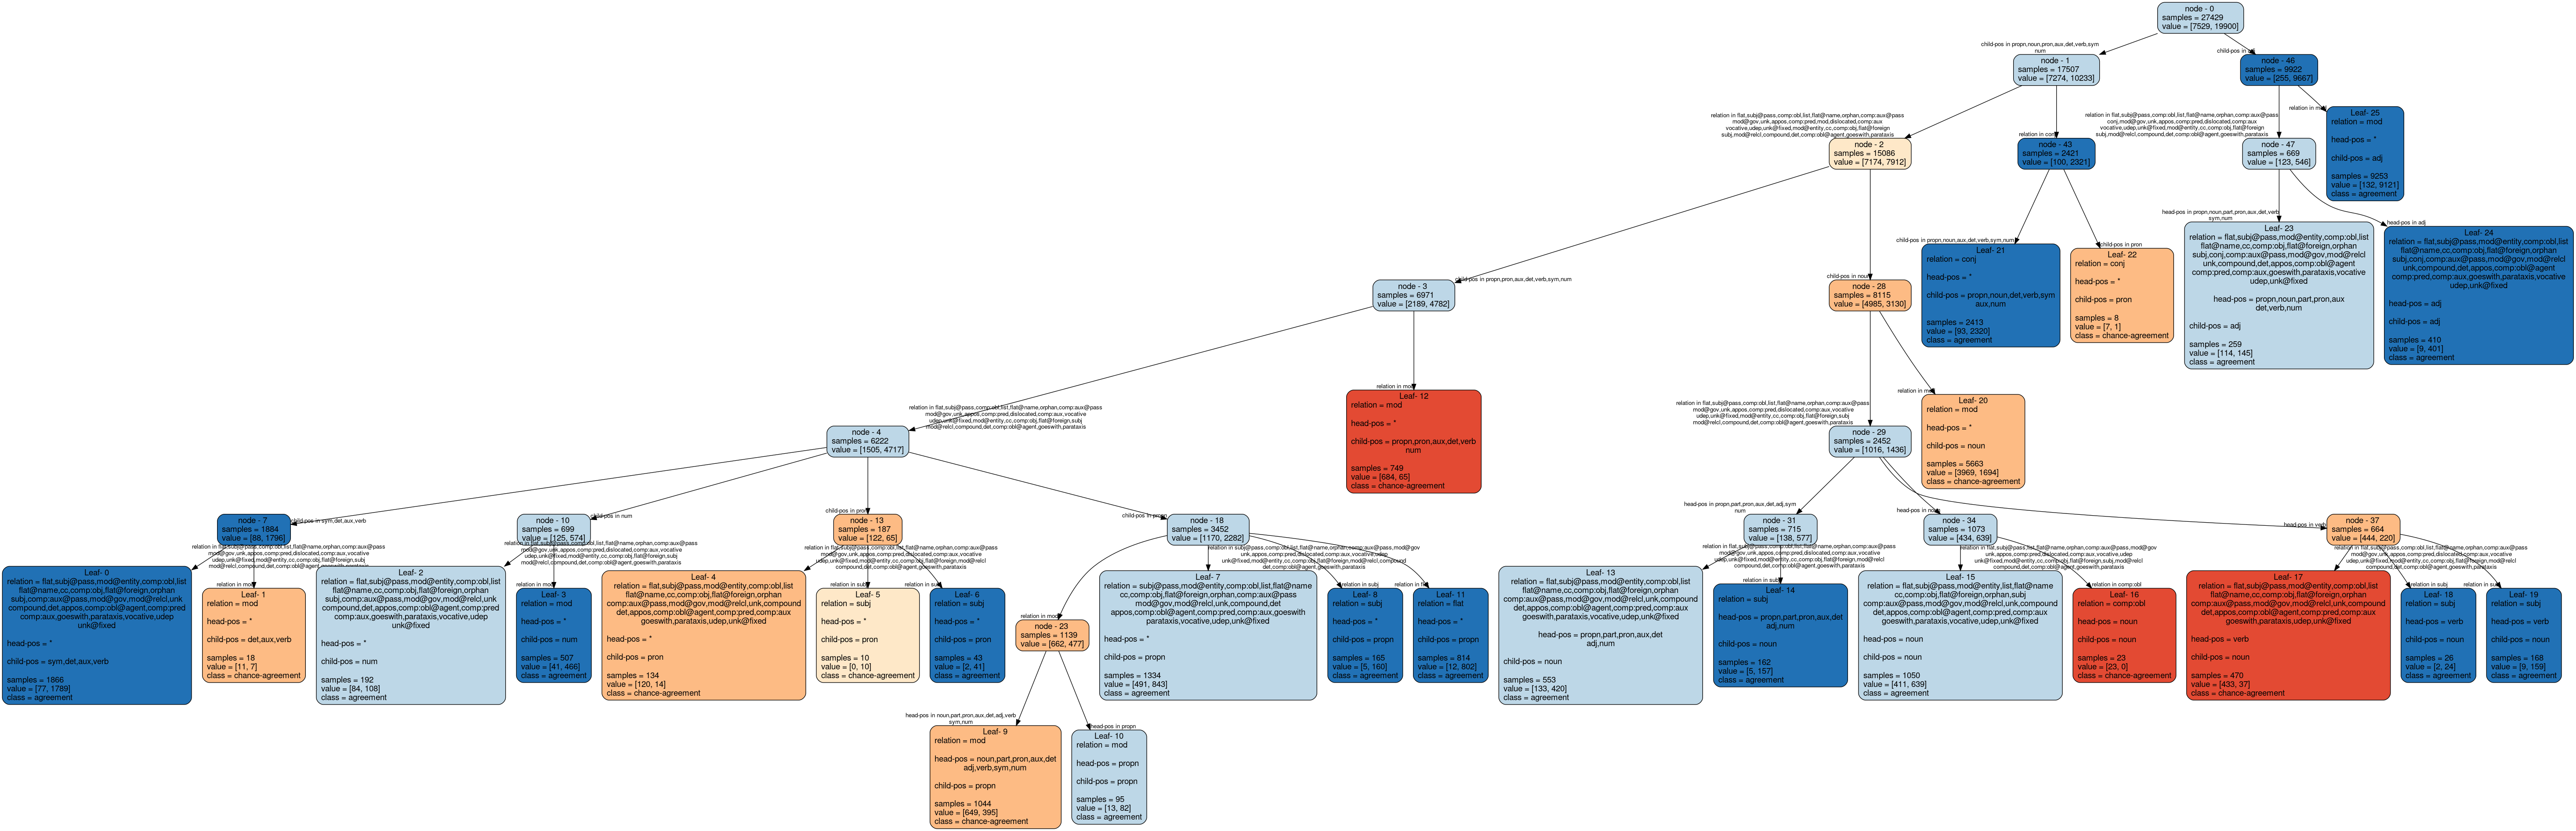 node - 0
samples = 27429
value = [7529, 19900]
child-pos in propn,noun,pron,aux,det,verb,sym
num
child-pos in adj
node - 1
samples = 17507
value = [7274, 10233]
node - 46
samples = 9922
value = [255, 9667]
relation in flat,subj@pass,comp:obl,list,flat@name,orphan,comp:aux@pass
mod@gov,unk,appos,comp:pred,mod,dislocated,comp:aux
vocative,udep,unk@fixed,mod@entity,cc,comp:obj,flat@foreign
subj,mod@relcl,compound,det,comp:obl@agent,goeswith,parataxis
relation in conj
relation in flat,subj@pass,comp:obl,list,flat@name,orphan,comp:aux@pass
conj,mod@gov,unk,appos,comp:pred,dislocated,comp:aux
vocative,udep,unk@fixed,mod@entity,cc,comp:obj,flat@foreign
subj,mod@relcl,compound,det,comp:obl@agent,goeswith,parataxis
relation in mod
Leaf- 25
relation = mod
head-pos = *
child-pos = adj
samples = 9253
value = [132, 9121]
class = agreement
node - 2
samples = 15086
value = [7174, 7912]
node - 43
samples = 2421
value = [100, 2321]
node - 47
samples = 669
value = [123, 546]
child-pos in propn,pron,aux,det,verb,sym,num
child-pos in noun
child-pos in propn,noun,aux,det,verb,sym,num
child-pos in pron
head-pos in propn,noun,part,pron,aux,det,verb
sym,num
head-pos in adj
node - 3
samples = 6971
value = [2189, 4782]
node - 28
samples = 8115
value = [4985, 3130]
Leaf- 21
relation = conj
head-pos = *
child-pos = propn,noun,det,verb,sym
aux,num
samples = 2413
value = [93, 2320]
class = agreement
Leaf- 22
relation = conj
head-pos = *
child-pos = pron
samples = 8
value = [7, 1]
class = chance-agreement
Leaf- 23
relation = flat,subj@pass,mod@entity,comp:obl,list
flat@name,cc,comp:obj,flat@foreign,orphan
subj,conj,comp:aux@pass,mod@gov,mod@relcl
unk,compound,det,appos,comp:obl@agent
comp:pred,comp:aux,goeswith,parataxis,vocative
udep,unk@fixed
head-pos = propn,noun,part,pron,aux
det,verb,num
child-pos = adj
samples = 259
value = [114, 145]
class = agreement
Leaf- 24
relation = flat,subj@pass,mod@entity,comp:obl,list
flat@name,cc,comp:obj,flat@foreign,orphan
subj,conj,comp:aux@pass,mod@gov,mod@relcl
unk,compound,det,appos,comp:obl@agent
comp:pred,comp:aux,goeswith,parataxis,vocative
udep,unk@fixed
head-pos = adj
child-pos = adj
samples = 410
value = [9, 401]
class = agreement
relation in flat,subj@pass,comp:obl,list,flat@name,orphan,comp:aux@pass
mod@gov,unk,appos,comp:pred,dislocated,comp:aux,vocative
udep,unk@fixed,mod@entity,cc,comp:obj,flat@foreign,subj
mod@relcl,compound,det,comp:obl@agent,goeswith,parataxis
relation in mod
Leaf- 12
relation = mod
head-pos = *
child-pos = propn,pron,aux,det,verb
num
samples = 749
value = [684, 65]
class = chance-agreement
relation in flat,subj@pass,comp:obl,list,flat@name,orphan,comp:aux@pass
mod@gov,unk,appos,comp:pred,dislocated,comp:aux,vocative
udep,unk@fixed,mod@entity,cc,comp:obj,flat@foreign,subj
mod@relcl,compound,det,comp:obl@agent,goeswith,parataxis
relation in mod
Leaf- 20
relation = mod
head-pos = *
child-pos = noun
samples = 5663
value = [3969, 1694]
class = chance-agreement
node - 4
samples = 6222
value = [1505, 4717]
node - 29
samples = 2452
value = [1016, 1436]
child-pos in sym,det,aux,verb
child-pos in num
child-pos in pron
child-pos in propn
head-pos in propn,part,pron,aux,det,adj,sym
num
head-pos in noun
head-pos in verb
node - 7
samples = 1884
value = [88, 1796]
node - 10
samples = 699
value = [125, 574]
node - 13
samples = 187
value = [122, 65]
node - 18
samples = 3452
value = [1170, 2282]
node - 31
samples = 715
value = [138, 577]
node - 34
samples = 1073
value = [434, 639]
node - 37
samples = 664
value = [444, 220]
Leaf- 0
relation = flat,subj@pass,mod@entity,comp:obl,list
flat@name,cc,comp:obj,flat@foreign,orphan
subj,comp:aux@pass,mod@gov,mod@relcl,unk
compound,det,appos,comp:obl@agent,comp:pred
comp:aux,goeswith,parataxis,vocative,udep
unk@fixed
head-pos = *
child-pos = sym,det,aux,verb
samples = 1866
value = [77, 1789]
class = agreement
relation in mod
Leaf- 1
relation = mod
head-pos = *
child-pos = det,aux,verb
samples = 18
value = [11, 7]
class = chance-agreement
Leaf- 2
relation = flat,subj@pass,mod@entity,comp:obl,list
flat@name,cc,comp:obj,flat@foreign,orphan
subj,comp:aux@pass,mod@gov,mod@relcl,unk
compound,det,appos,comp:obl@agent,comp:pred
comp:aux,goeswith,parataxis,vocative,udep
unk@fixed
head-pos = *
child-pos = num
samples = 192
value = [84, 108]
class = agreement
relation in mod
Leaf- 3
relation = mod
head-pos = *
child-pos = num
samples = 507
value = [41, 466]
class = agreement
Leaf- 4
relation = flat,subj@pass,mod@entity,comp:obl,list
flat@name,cc,comp:obj,flat@foreign,orphan
comp:aux@pass,mod@gov,mod@relcl,unk,compound
det,appos,comp:obl@agent,comp:pred,comp:aux
goeswith,parataxis,udep,unk@fixed
head-pos = *
child-pos = pron
samples = 134
value = [120, 14]
class = chance-agreement
Leaf- 5
relation = subj
head-pos = *
child-pos = pron
samples = 10
value = [0, 10]
class = chance-agreement
Leaf- 6
relation = subj
head-pos = *
child-pos = pron
samples = 43
value = [2, 41]
class = agreement
relation in mod
node - 23
samples = 1139
value = [662, 477]
Leaf- 7
relation = subj@pass,mod@entity,comp:obl,list,flat@name
cc,comp:obj,flat@foreign,orphan,comp:aux@pass
mod@gov,mod@relcl,unk,compound,det
appos,comp:obl@agent,comp:pred,comp:aux,goeswith
parataxis,vocative,udep,unk@fixed
head-pos = *
child-pos = propn
samples = 1334
value = [491, 843]
class = agreement
relation in subj
Leaf- 8
relation = subj
head-pos = *
child-pos = propn
samples = 165
value = [5, 160]
class = agreement
Leaf- 11
relation = flat
head-pos = *
child-pos = propn
samples = 814
value = [12, 802]
class = agreement
Leaf- 13
relation = flat,subj@pass,mod@entity,comp:obl,list
flat@name,cc,comp:obj,flat@foreign,orphan
comp:aux@pass,mod@gov,mod@relcl,unk,compound
det,appos,comp:obl@agent,comp:pred,comp:aux
goeswith,parataxis,vocative,udep,unk@fixed
head-pos = propn,part,pron,aux,det
adj,num
child-pos = noun
samples = 553
value = [133, 420]
class = agreement
Leaf- 14
relation = subj
head-pos = propn,part,pron,aux,det
adj,num
child-pos = noun
samples = 162
value = [5, 157]
class = agreement
Leaf- 15
relation = flat,subj@pass,mod@entity,list,flat@name
cc,comp:obj,flat@foreign,orphan,subj
comp:aux@pass,mod@gov,mod@relcl,unk,compound
det,appos,comp:obl@agent,comp:pred,comp:aux
goeswith,parataxis,vocative,udep,unk@fixed
head-pos = noun
child-pos = noun
samples = 1050
value = [411, 639]
class = agreement
relation in comp:obl
Leaf- 16
relation = comp:obl
head-pos = noun
child-pos = noun
samples = 23
value = [23, 0]
class = chance-agreement
Leaf- 17
relation = flat,subj@pass,mod@entity,comp:obl,list
flat@name,cc,comp:obj,flat@foreign,orphan
comp:aux@pass,mod@gov,mod@relcl,unk,compound
det,appos,comp:obl@agent,comp:pred,comp:aux
goeswith,parataxis,udep,unk@fixed
head-pos = verb
child-pos = noun
samples = 470
value = [433, 37]
class = chance-agreement
relation in subj
Leaf- 18
relation = subj
head-pos = verb
child-pos = noun
samples = 26
value = [2, 24]
class = agreement
Leaf- 19
relation = subj
head-pos = verb
child-pos = noun
samples = 168
value = [9, 159]
class = agreement
head-pos in noun,part,pron,aux,det,adj,verb
sym,num
head-pos in propn
Leaf- 9
relation = mod
head-pos = noun,part,pron,aux,det
adj,verb,sym,num
child-pos = propn
samples = 1044
value = [649, 395]
class = chance-agreement
Leaf- 10
relation = mod
head-pos = propn
child-pos = propn
samples = 95
value = [13, 82]
class = agreement